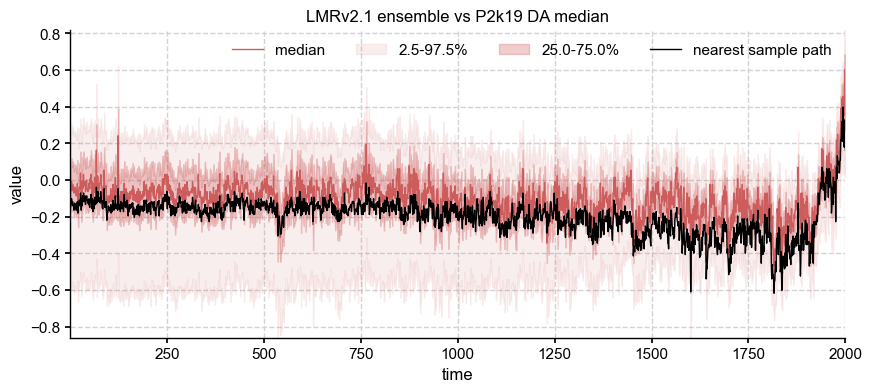 LMRv2.1 ensemble vs P2k19 DA median
median 2.5-97.5% 25.0-75.0% nearest sample path
0.8
0.6
0.4
0.2
0.0
−0.2
−0.4
−0.6
−0.8
value
250 500 750 1000 1250 1500 1750 2000
time